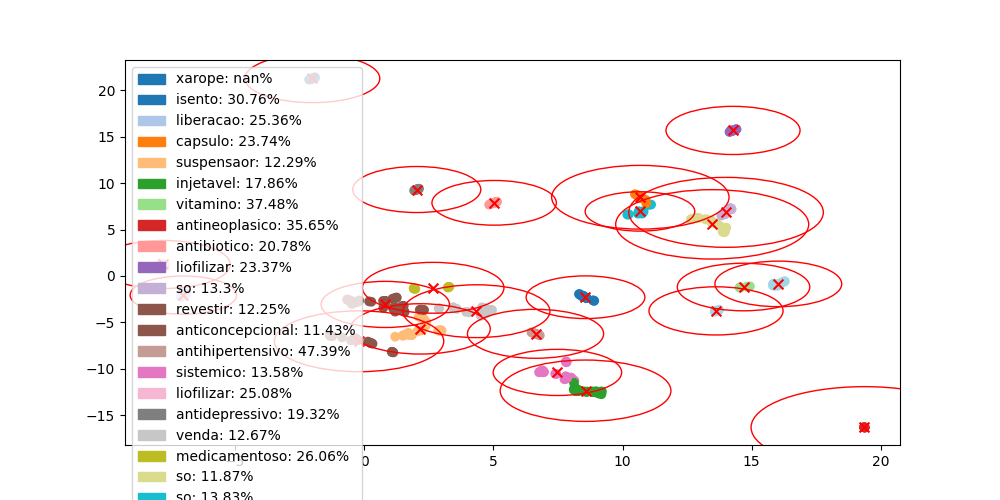 xarope: nan%
isento: 30.76%
liberacao: 25.36%
capsulo: 23.74%
suspensaor: 12.29%
injetavel: 17.86%
vitamino: 37.48%
antineoplasico: 35.65%
antibiotico: 20.78%
liofilizar: 23.37%
so: 13.3%
revestir: 12.25%
anticoncepcional: 11.43%
antihipertensivo: 47.39%
sistemico: 13.58%
liofilizar: 25.08%
antidepressivo: 19.32%
venda: 12.67%
medicamentoso: 26.06%
so: 11.87%
so: 13.83%
20
15
10
5
0
−5
−10
−15
−5 0 5 10 15 20